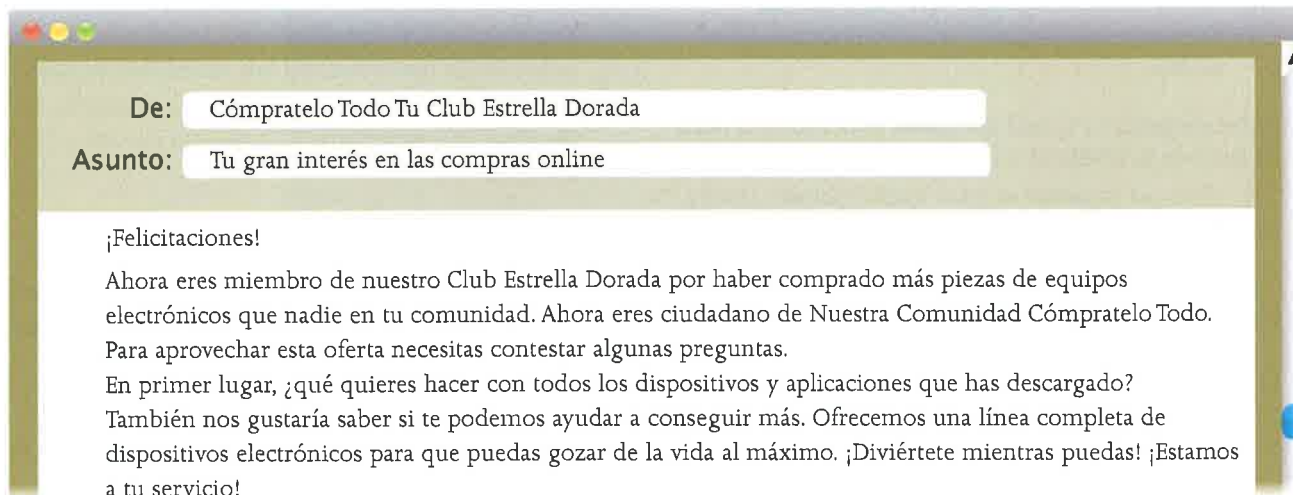 De: Cómpratelo Todo Tu Club Estrella Dorada
Asunto: Tu gran interés en las compras online
¡Felicitaciones!
Ahora eres miembro de nuestro Club Estrella Dorada por haber comprado más piezas de equipos
electrónicos que nadie en tu comunidad. Ahora eres ciudadano de Nuestra Comunidad Cómpratelo Todo.
Para aprovechar esta oferta necesitas contestar algunas preguntas.
En primer lugar, ¿qué quieres hacer con todos los dispositivos y aplicaciones que has descargado?
También nos gustaría saber si te podemos ayudar a conseguir más. Ofrecemos una línea completa de
dispositivos electrónicos para que puedas gozar de la vida al máximo. ¡Diviértete mientras puedas! ¡Estamos
a tu servicio!